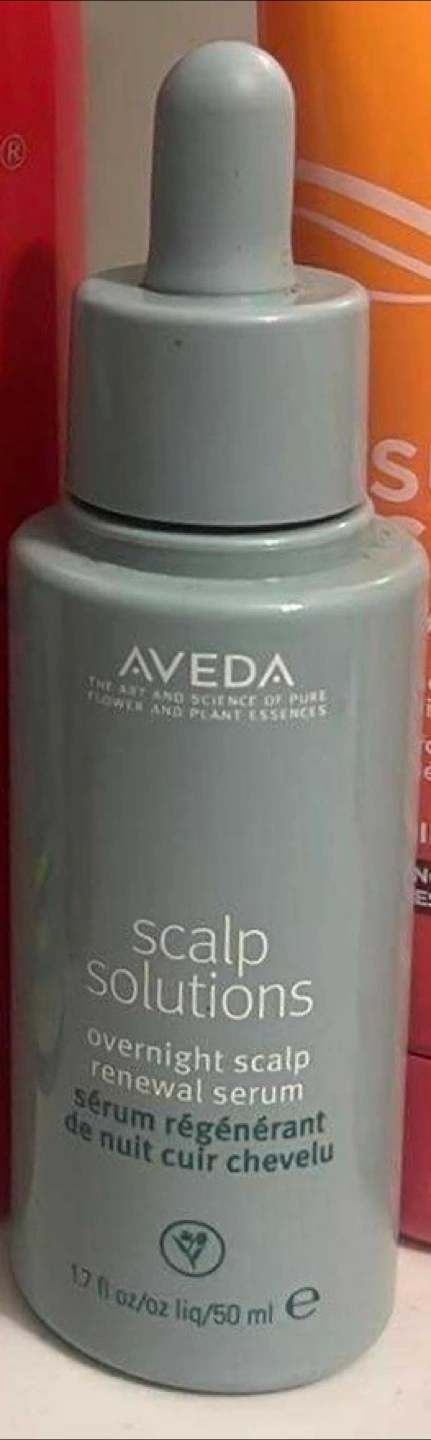 ®
AVEDA
THE ART AND SCIENCE OF PURE
FLOWER AND PLANT ESSENCES
scalp
solutions
overnight scalp
renewal serum
sérum régénérant
de nuit cuir chevelu
1.7 fl oz/oz liq/50 ml e